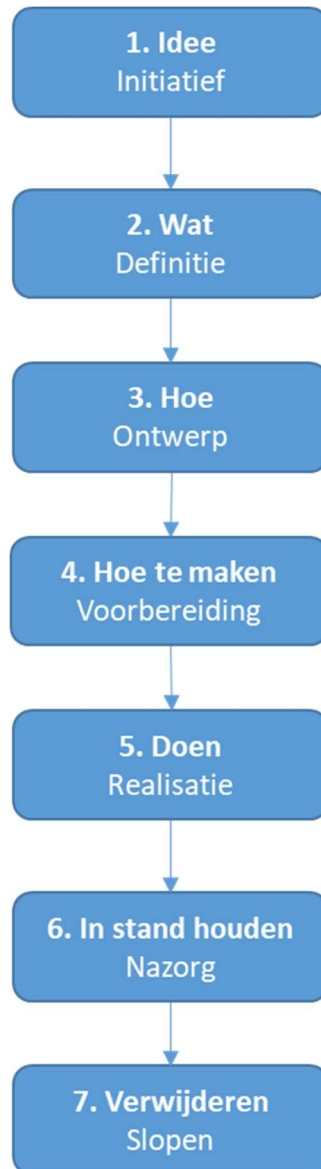 1. Idee
Initiatief
2. Wat
Definitie
3. Hoe
Ontwerp
4. Hoe te maken
Voorbereiding
5. Doen
Realisatie
6. In stand houden
Nazorg
7. Verwijderen
Slopen